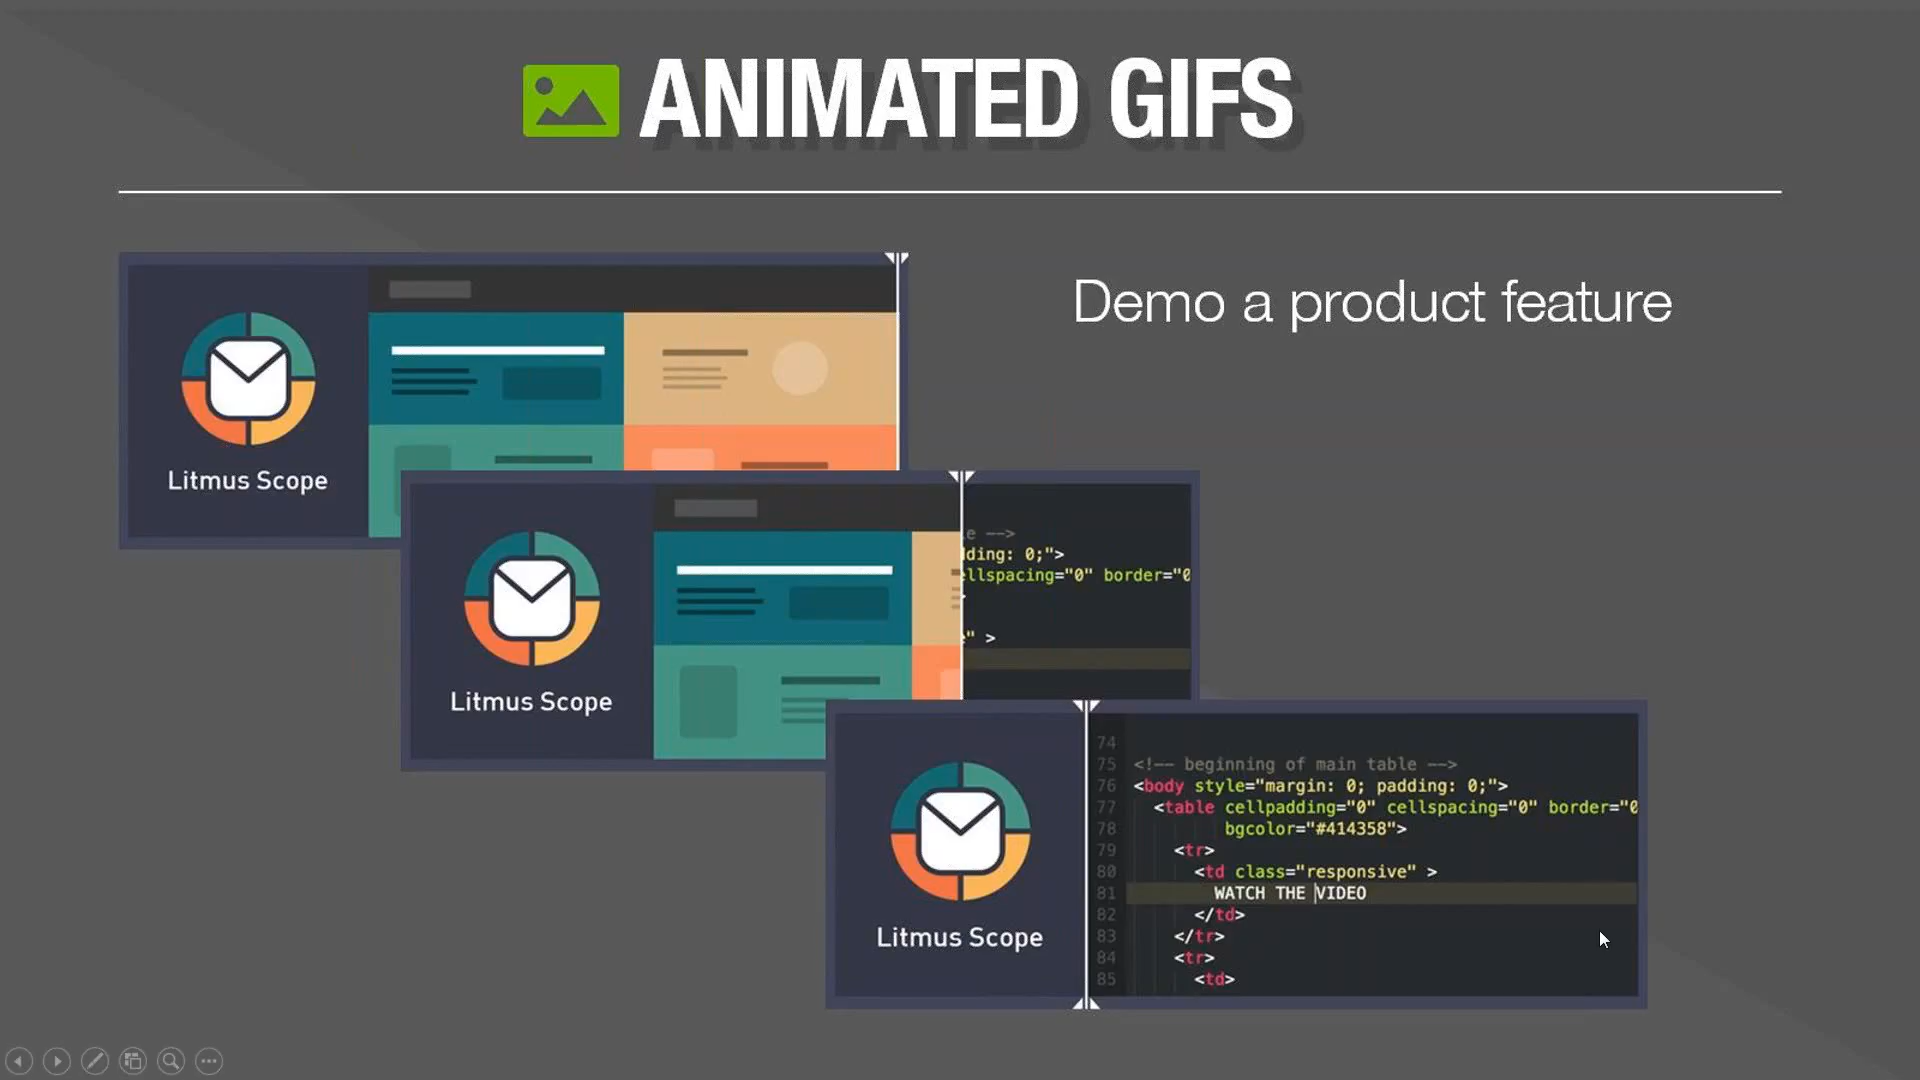 ANIMATED GIFS
Demo a product feature
Litmus Scope
Litmus Scope
e -->
dding: 0;">
ellspacing="0" border="0
" >
Litmus Scope
74
75 <!-- beginning of main table -->
76 <body style="margin: 0; padding: 0;">
77 <table cellpadding="0" cellspacing="0" border="0
78 bgcolor="#414358">
79 <tr>
80 <td class="responsive" >
81 WATCH THE VIDEO
82 </td>
83 </tr>
84 <tr>
85 <td>